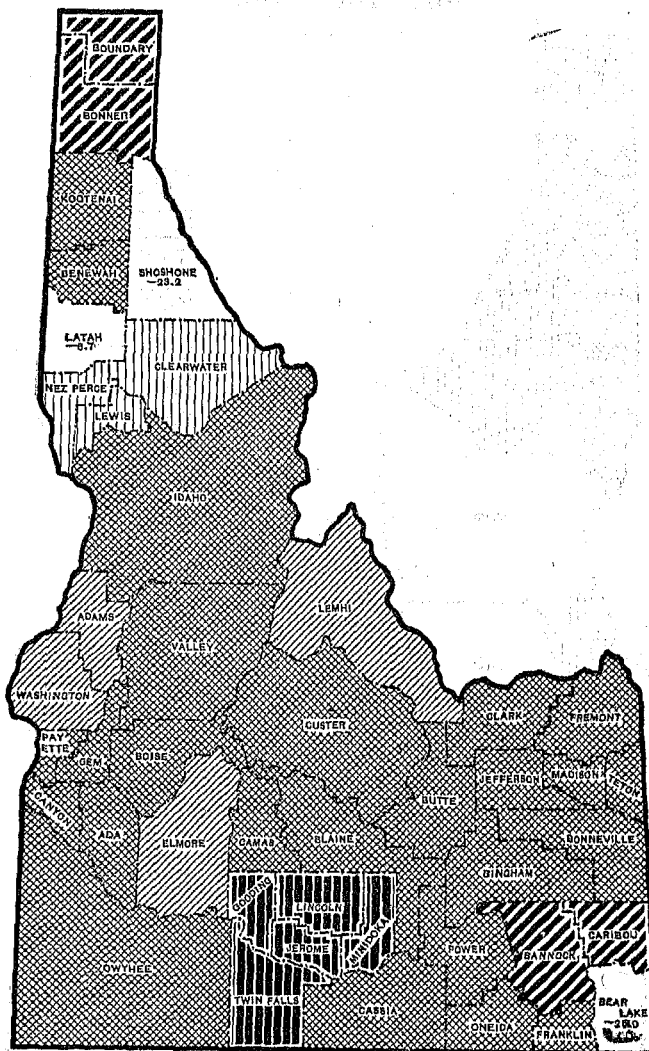 BOUNDARY
BONNER
KOOTENAI
BENEWAH
SHOSHONE
-23.2
LATAH
CLEARWATER
NEZ PERCE
LEWIS
IDAHO
ADAMS
LEMHI
VALLEY
WASHINGTON
CUSTER
CLARK
FREMONT
PAY
ETTE
GEM
BOISE
JEFFERSON
MADISON
TETON
CANYON
ADA
ELMORE
CAMAS
BLAINE
BUTTE
BONNEVILLE
BINGHAM
GOODING
LINCOLN
JEROME
MINIDOKA
POWER
BANNOCK
CARIBOU
OWYHEE
TWIN FALLS
CASSIA
ONEIDA
FRANKLIN
BEAR
LAKE